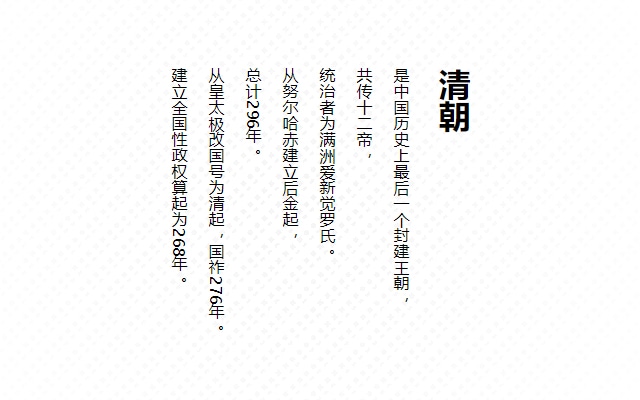 清朝
是中国历史上最后一个封建王朝，
共传十二帝，
统治者为满洲爱新觉罗氏。
从努尔哈赤建立后金起，
总计296年。
从皇太极改国号为清起，国祚276年。
建立全国性政权算起为268年。